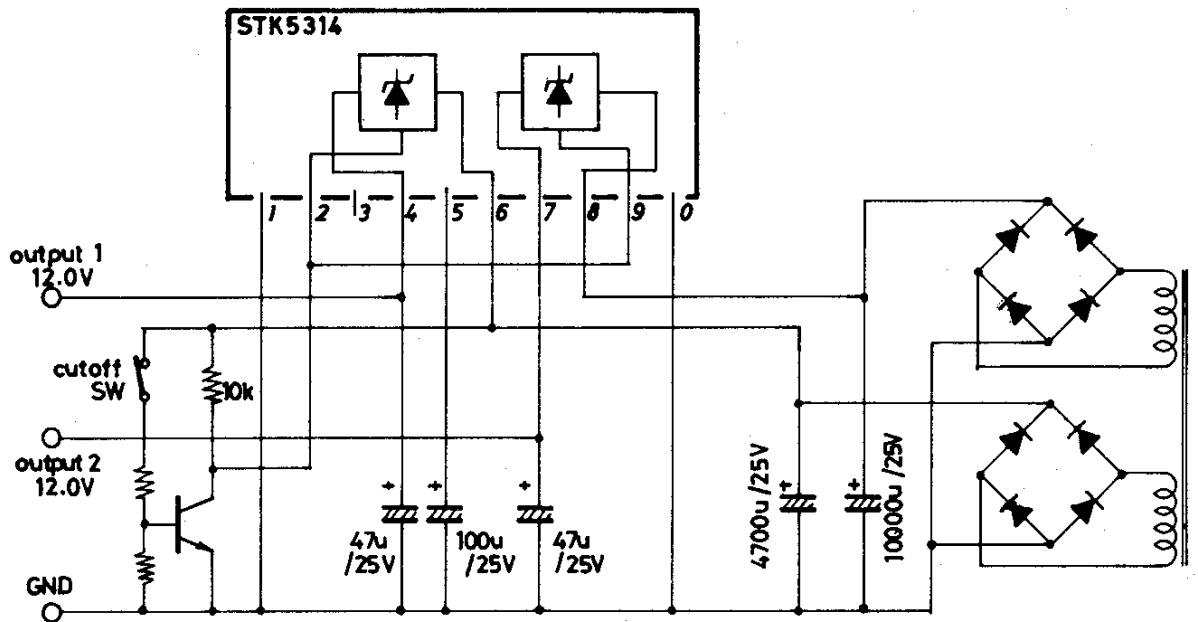 STK5314
1 2 3 4 5 6 7 8 9 0
output 1
12.0V
cutoff
SW
10k
output 2
12.0V
47u
/25V
100u
/25V
47u
/25V
4700u/25V
10000u/25V
GND
+ + + + +